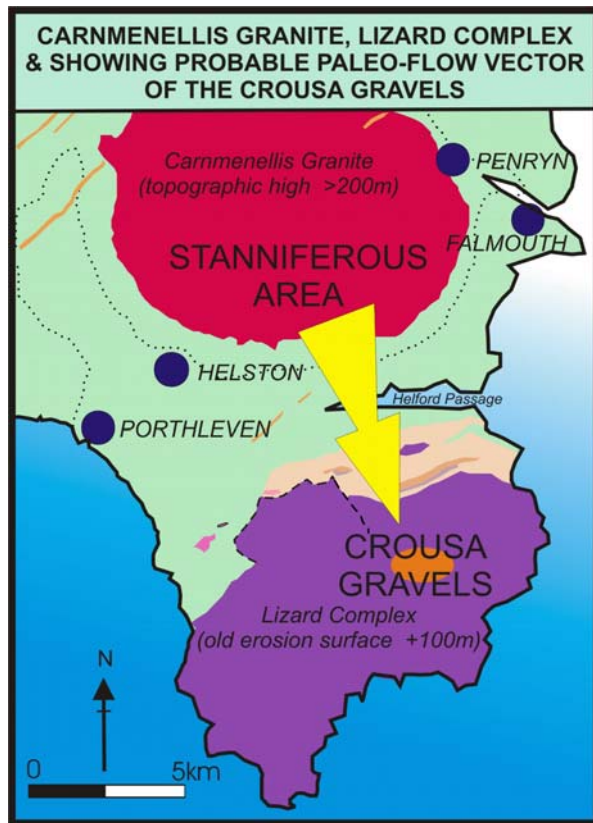 CARNMENELLIS GRANITE, LIZARD COMPLEX
& SHOWING PROBABLE PALEO-FLOW VECTOR
OF THE CROUSA GRAVELS
Carnmenellis Granite
(topographic high >200m)
PENRYN
FALMOUTH
STANNIFEROUS
AREA
HELSTON
Helford Passage
PORTHLEVEN
CROUSA
GRAVELS
Lizard Complex
(old erosion surface +100m)
N
0 5km